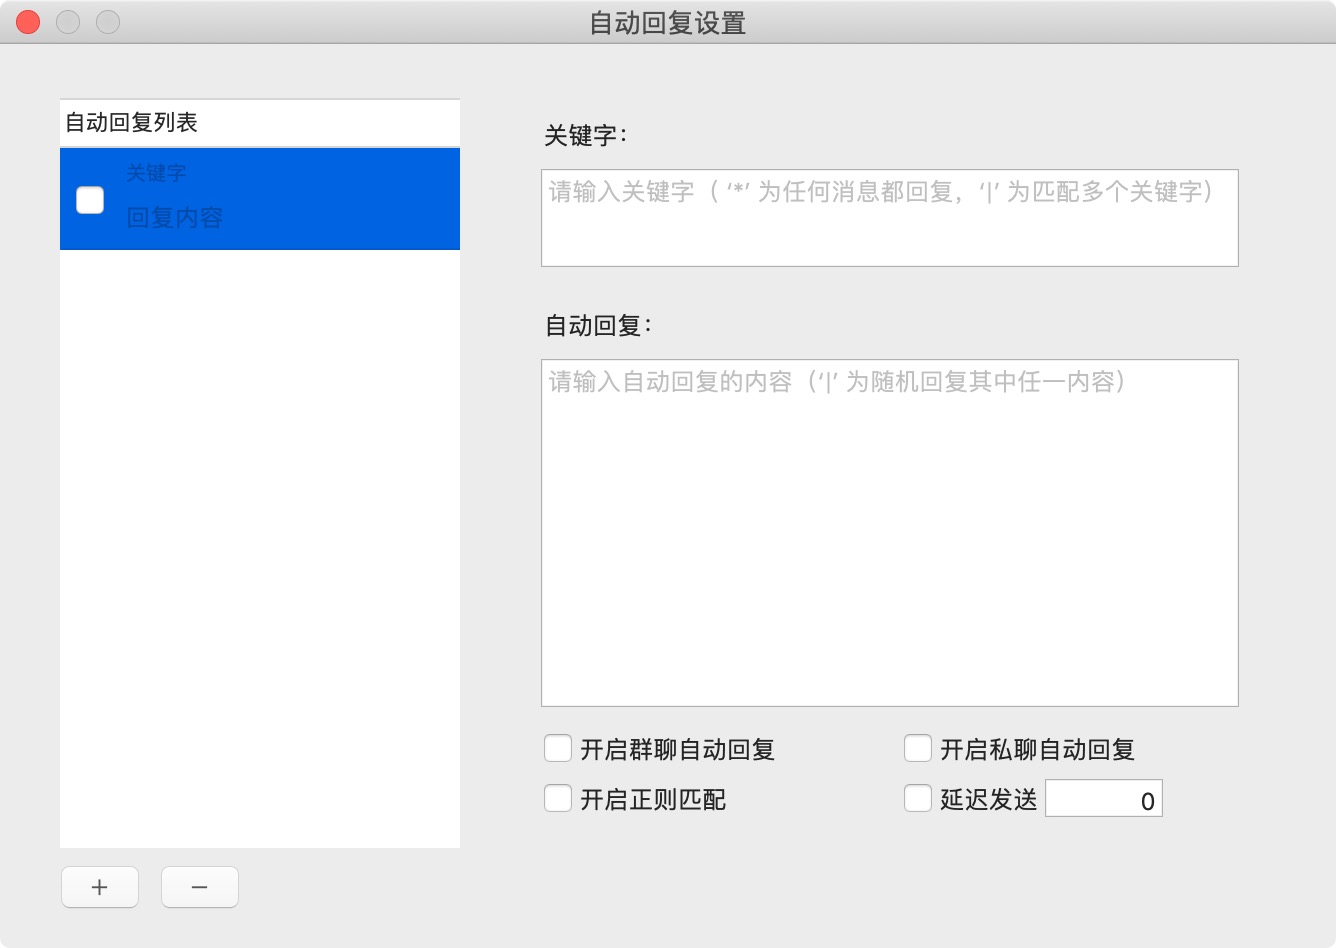 自动回复设置
自动回复列表
关键字
回复内容
关键字：
请输入关键字（ ‘*’ 为任何消息都回复，‘|’ 为匹配多个关键字）
自动回复：
请输入自动回复的内容（‘|’ 为随机回复其中任一内容）
开启群聊自动回复
开启私聊自动回复
开启正则匹配
延迟发送 0
+ −